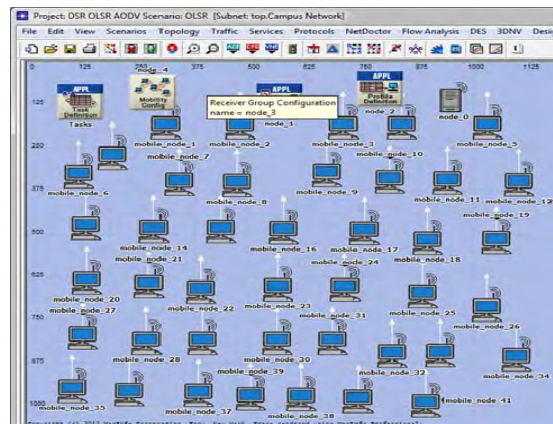 Project: DSR OLSR AODV Scenario: OLSR [Subnet: top.Campus Network]
File Edit View Scenarios Topology Traffic Services Protocols NetDoctor Flow Analysis DES 3DNV Desig
0 125 375 500 625 750 875 1000 1125
node_4
APPL
Task Definition
Tasks
Mobility Config
APPL
APPL
Profile Definition
Receiver Group Configuration
name = node_3
node_1
node_2
node_0
125
250
mobile_node_1 mobile_node_2 mobile_node_3 mobile_node_5
mobile_node_7 mobile_node_10
375
mobile_node_6 mobile_node_8 mobile_node_9 mobile_node_11 mobile_node_12
mobile_node_19
500
mobile_node_14 mobile_node_16 mobile_node_17 mobile_node_18
mobile_node_21 mobile_node_24
625
mobile_node_20 mobile_node_22 mobile_node_23 mobile_node_25
mobile_node_27 mobile_node_31
750
mobile_node_26
mobile_node_28 mobile_node_30
875
mobile_node_39 mobile_node_32 mobile_node_34
1000
mobile_node_35 mobile_node_37 mobile_node_38 mobile_node_41